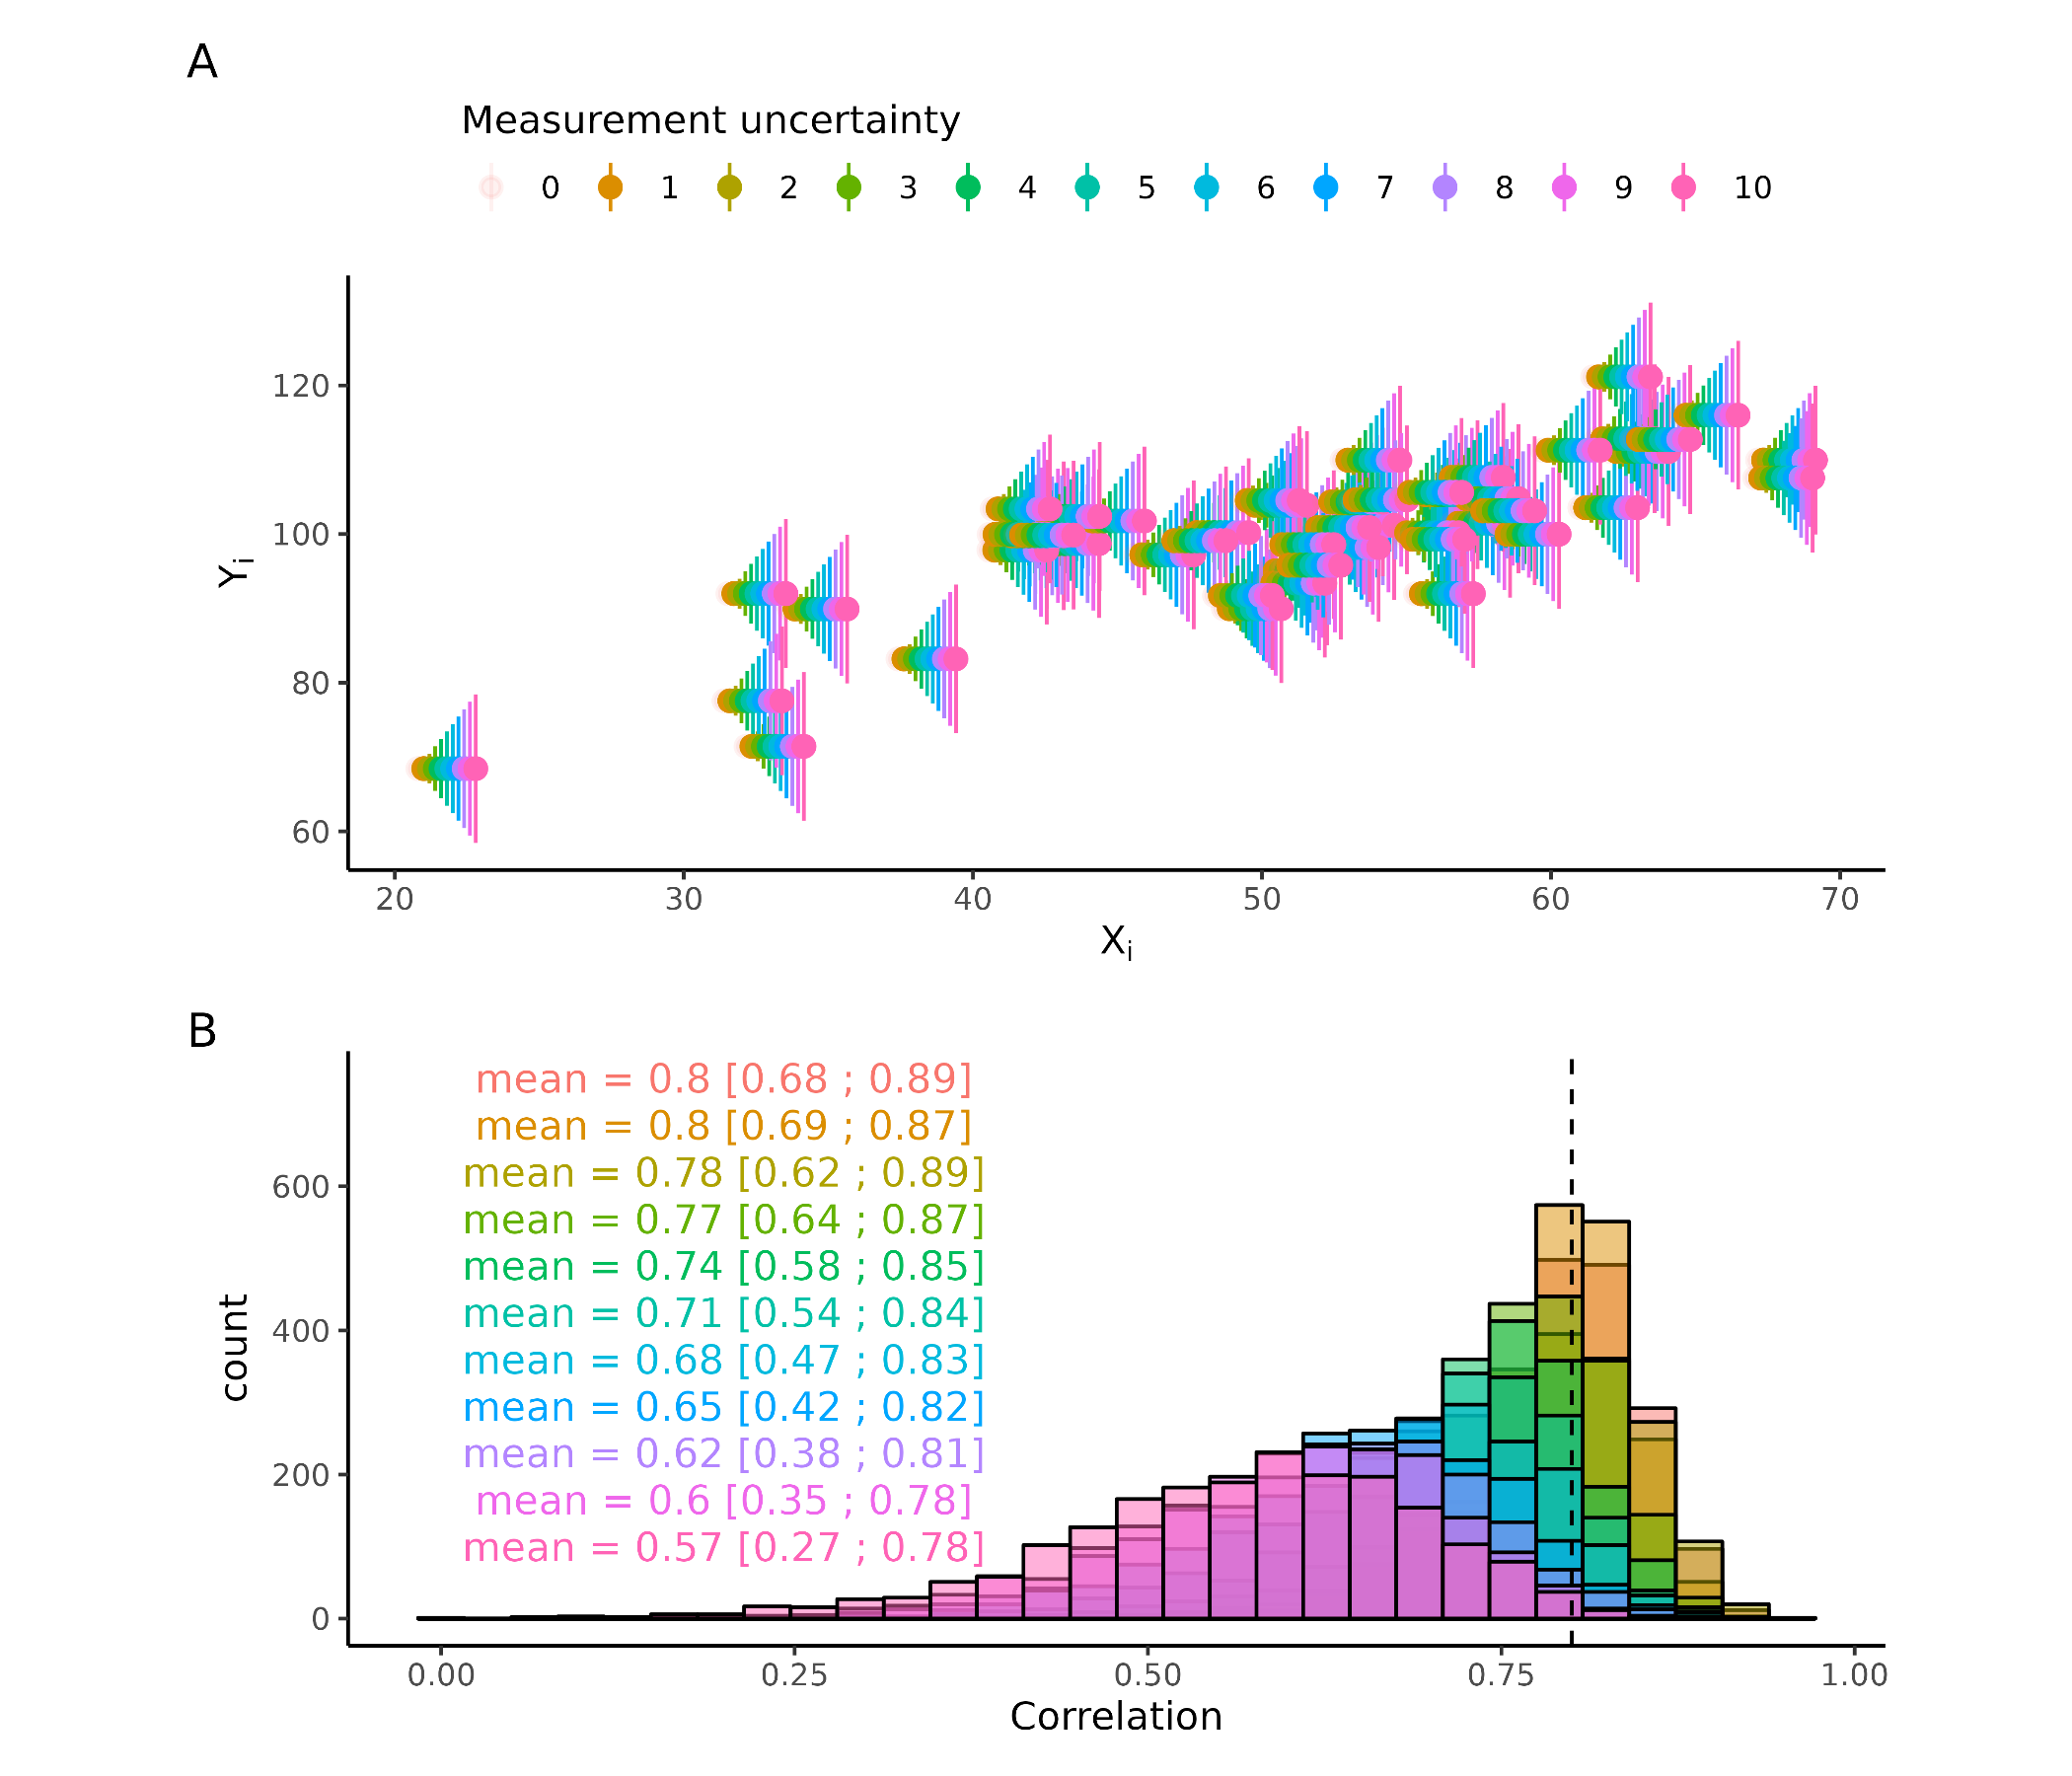 A
Measurement uncertainty
0 1 2 3 4 5 6 7 8 9 10
120
100
80
60
Yi
20 30 40 50 60 70
Xi
B
mean = 0.8 [0.68 ; 0.89]
mean = 0.8 [0.69 ; 0.87]
mean = 0.78 [0.62 ; 0.89]
mean = 0.77 [0.64 ; 0.87]
mean = 0.74 [0.58 ; 0.85]
mean = 0.71 [0.54 ; 0.84]
mean = 0.68 [0.47 ; 0.83]
mean = 0.65 [0.42 ; 0.82]
mean = 0.62 [0.38 ; 0.81]
mean = 0.6 [0.35 ; 0.78]
mean = 0.57 [0.27 ; 0.78]
600
400
200
0
count
0.00 0.25 0.50 0.75 1.00
Correlation